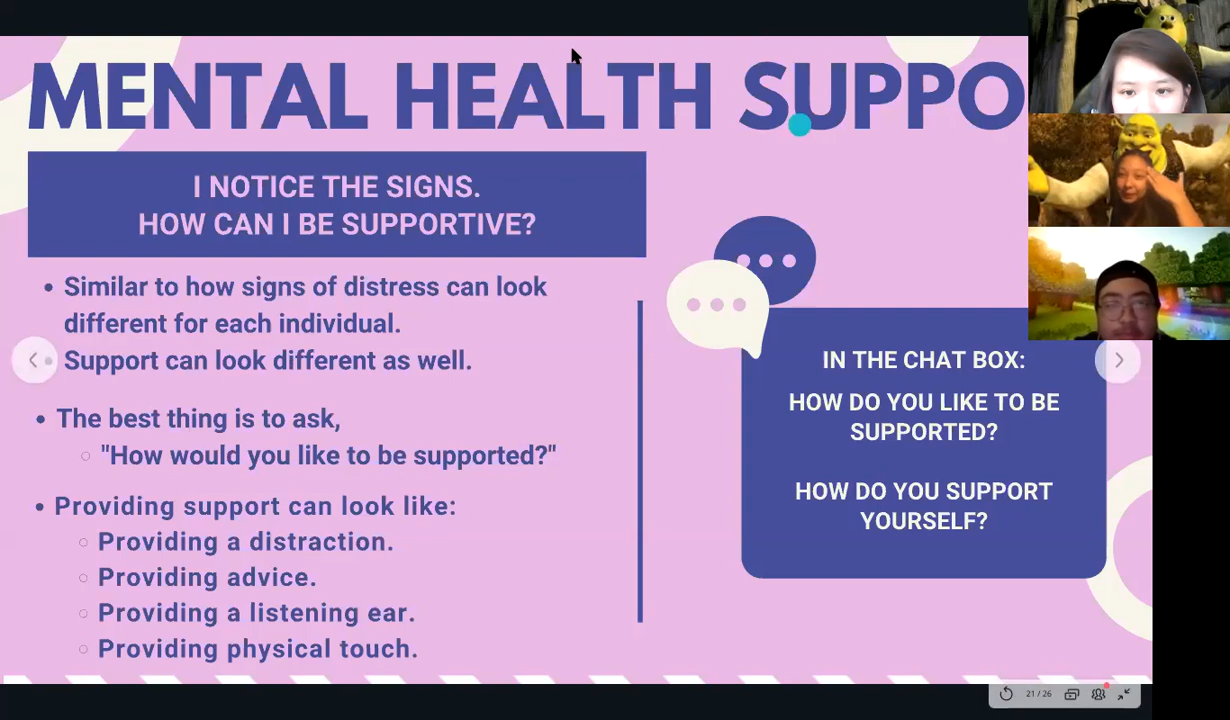 MENTAL HEALTH SUPPO
I NOTICE THE SIGNS.
HOW CAN I BE SUPPORTIVE?
• Similar to how signs of distress can look
different for each individual.
• Support can look different as well.
• The best thing is to ask,
○ "How would you like to be supported?"
• Providing support can look like:
○ Providing a distraction.
○ Providing advice.
○ Providing a listening ear.
○ Providing physical touch.
IN THE CHAT BOX:
HOW DO YOU LIKE TO BE
SUPPORTED?
HOW DO YOU SUPPORT
YOURSELF?
21 / 26